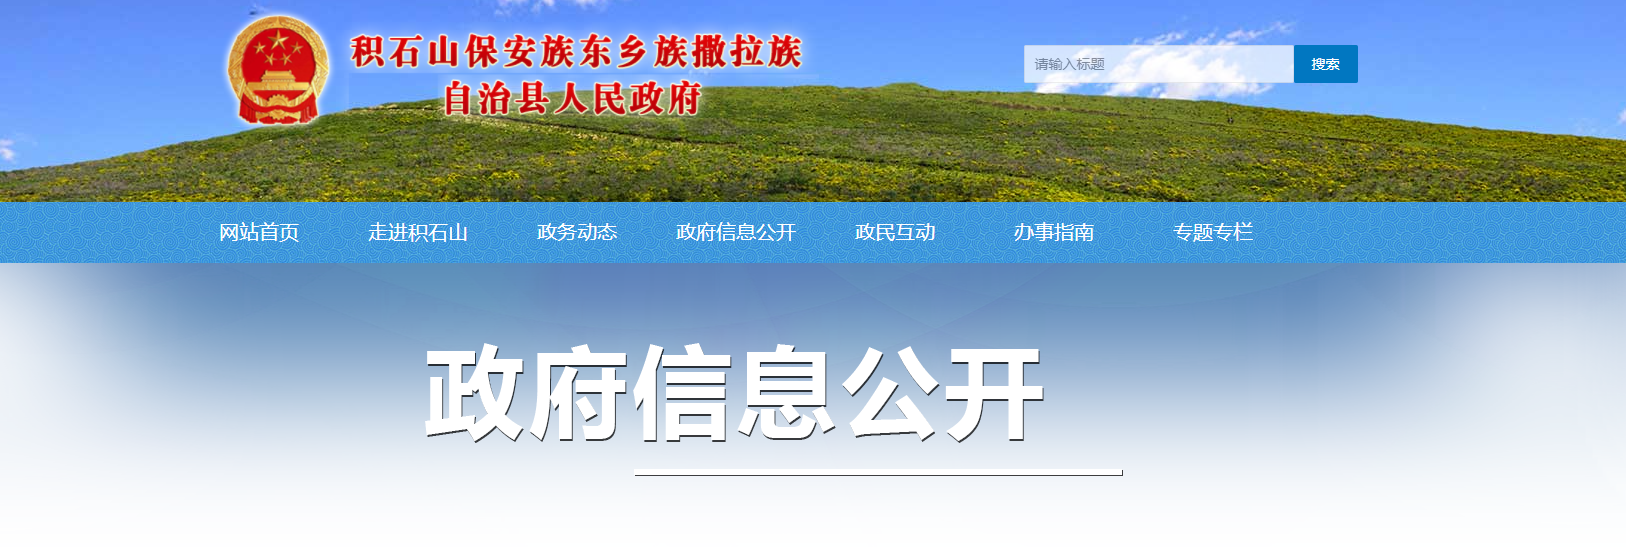 积石山保安族东乡族撒拉族
自治县人民政府
请输入标题 搜索
网站首页 走进积石山 政务动态 政府信息公开 政民互动 办事指南 专题专栏
政府信息公开